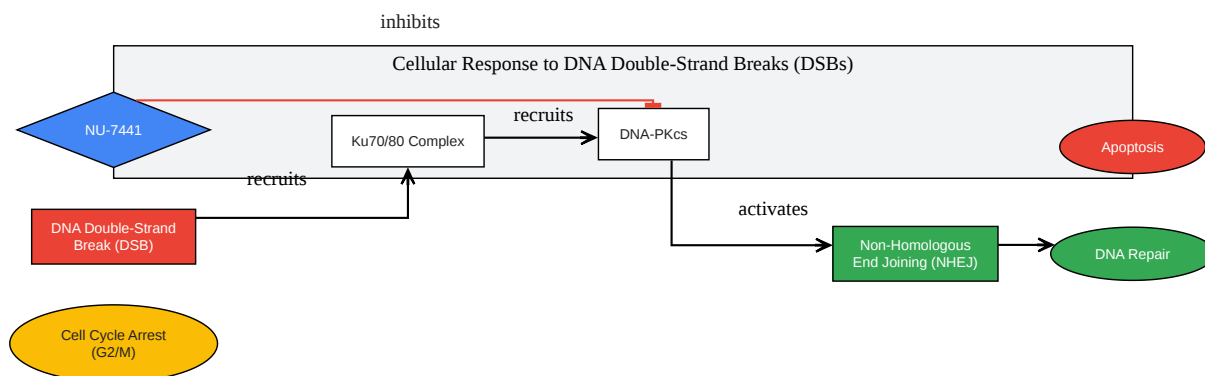 inhibits
Cellular Response to DNA Double-Strand Breaks (DSBs)
NU-7441
recruits
Ku70/80 Complex
DNA-PKcs
Apoptosis
recruits
DNA Double-Strand
Break (DSB)
activates
Non-Homologous
End Joining (NHEJ)
DNA Repair
Cell Cycle Arrest
(G2/M)